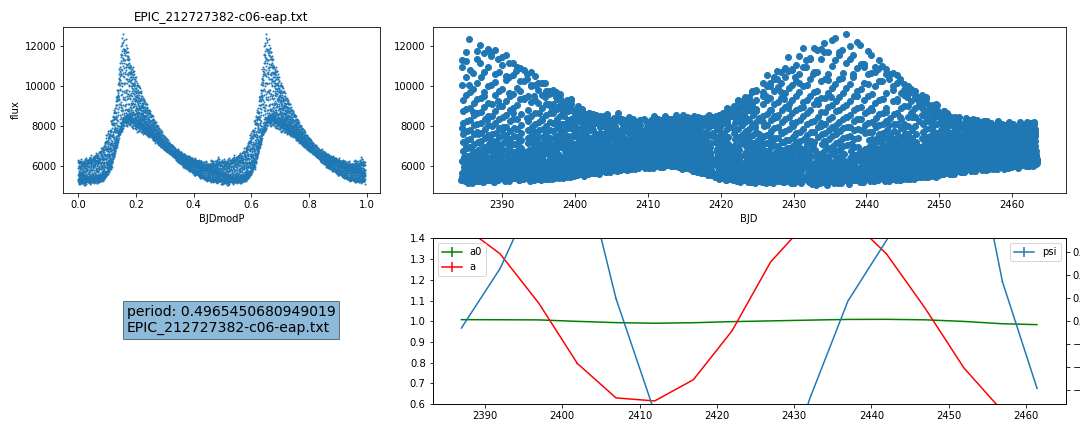 EPIC_212727382-c06-eap.txt
12000
10000
8000
6000
flux
0.0 0.2 0.4 0.6 0.8 1.0
BJDmodP
12000
10000
8000
6000
2390 2400 2410 2420 2430 2440 2450 2460
BJD
period: 0.4965450680949019
EPIC_212727382-c06-eap.txt
1.4
1.3
1.2
1.1
1.0
0.9
0.8
0.7
0.6
a0
a
psi
2390 2400 2410 2420 2430 2440 2450 2460